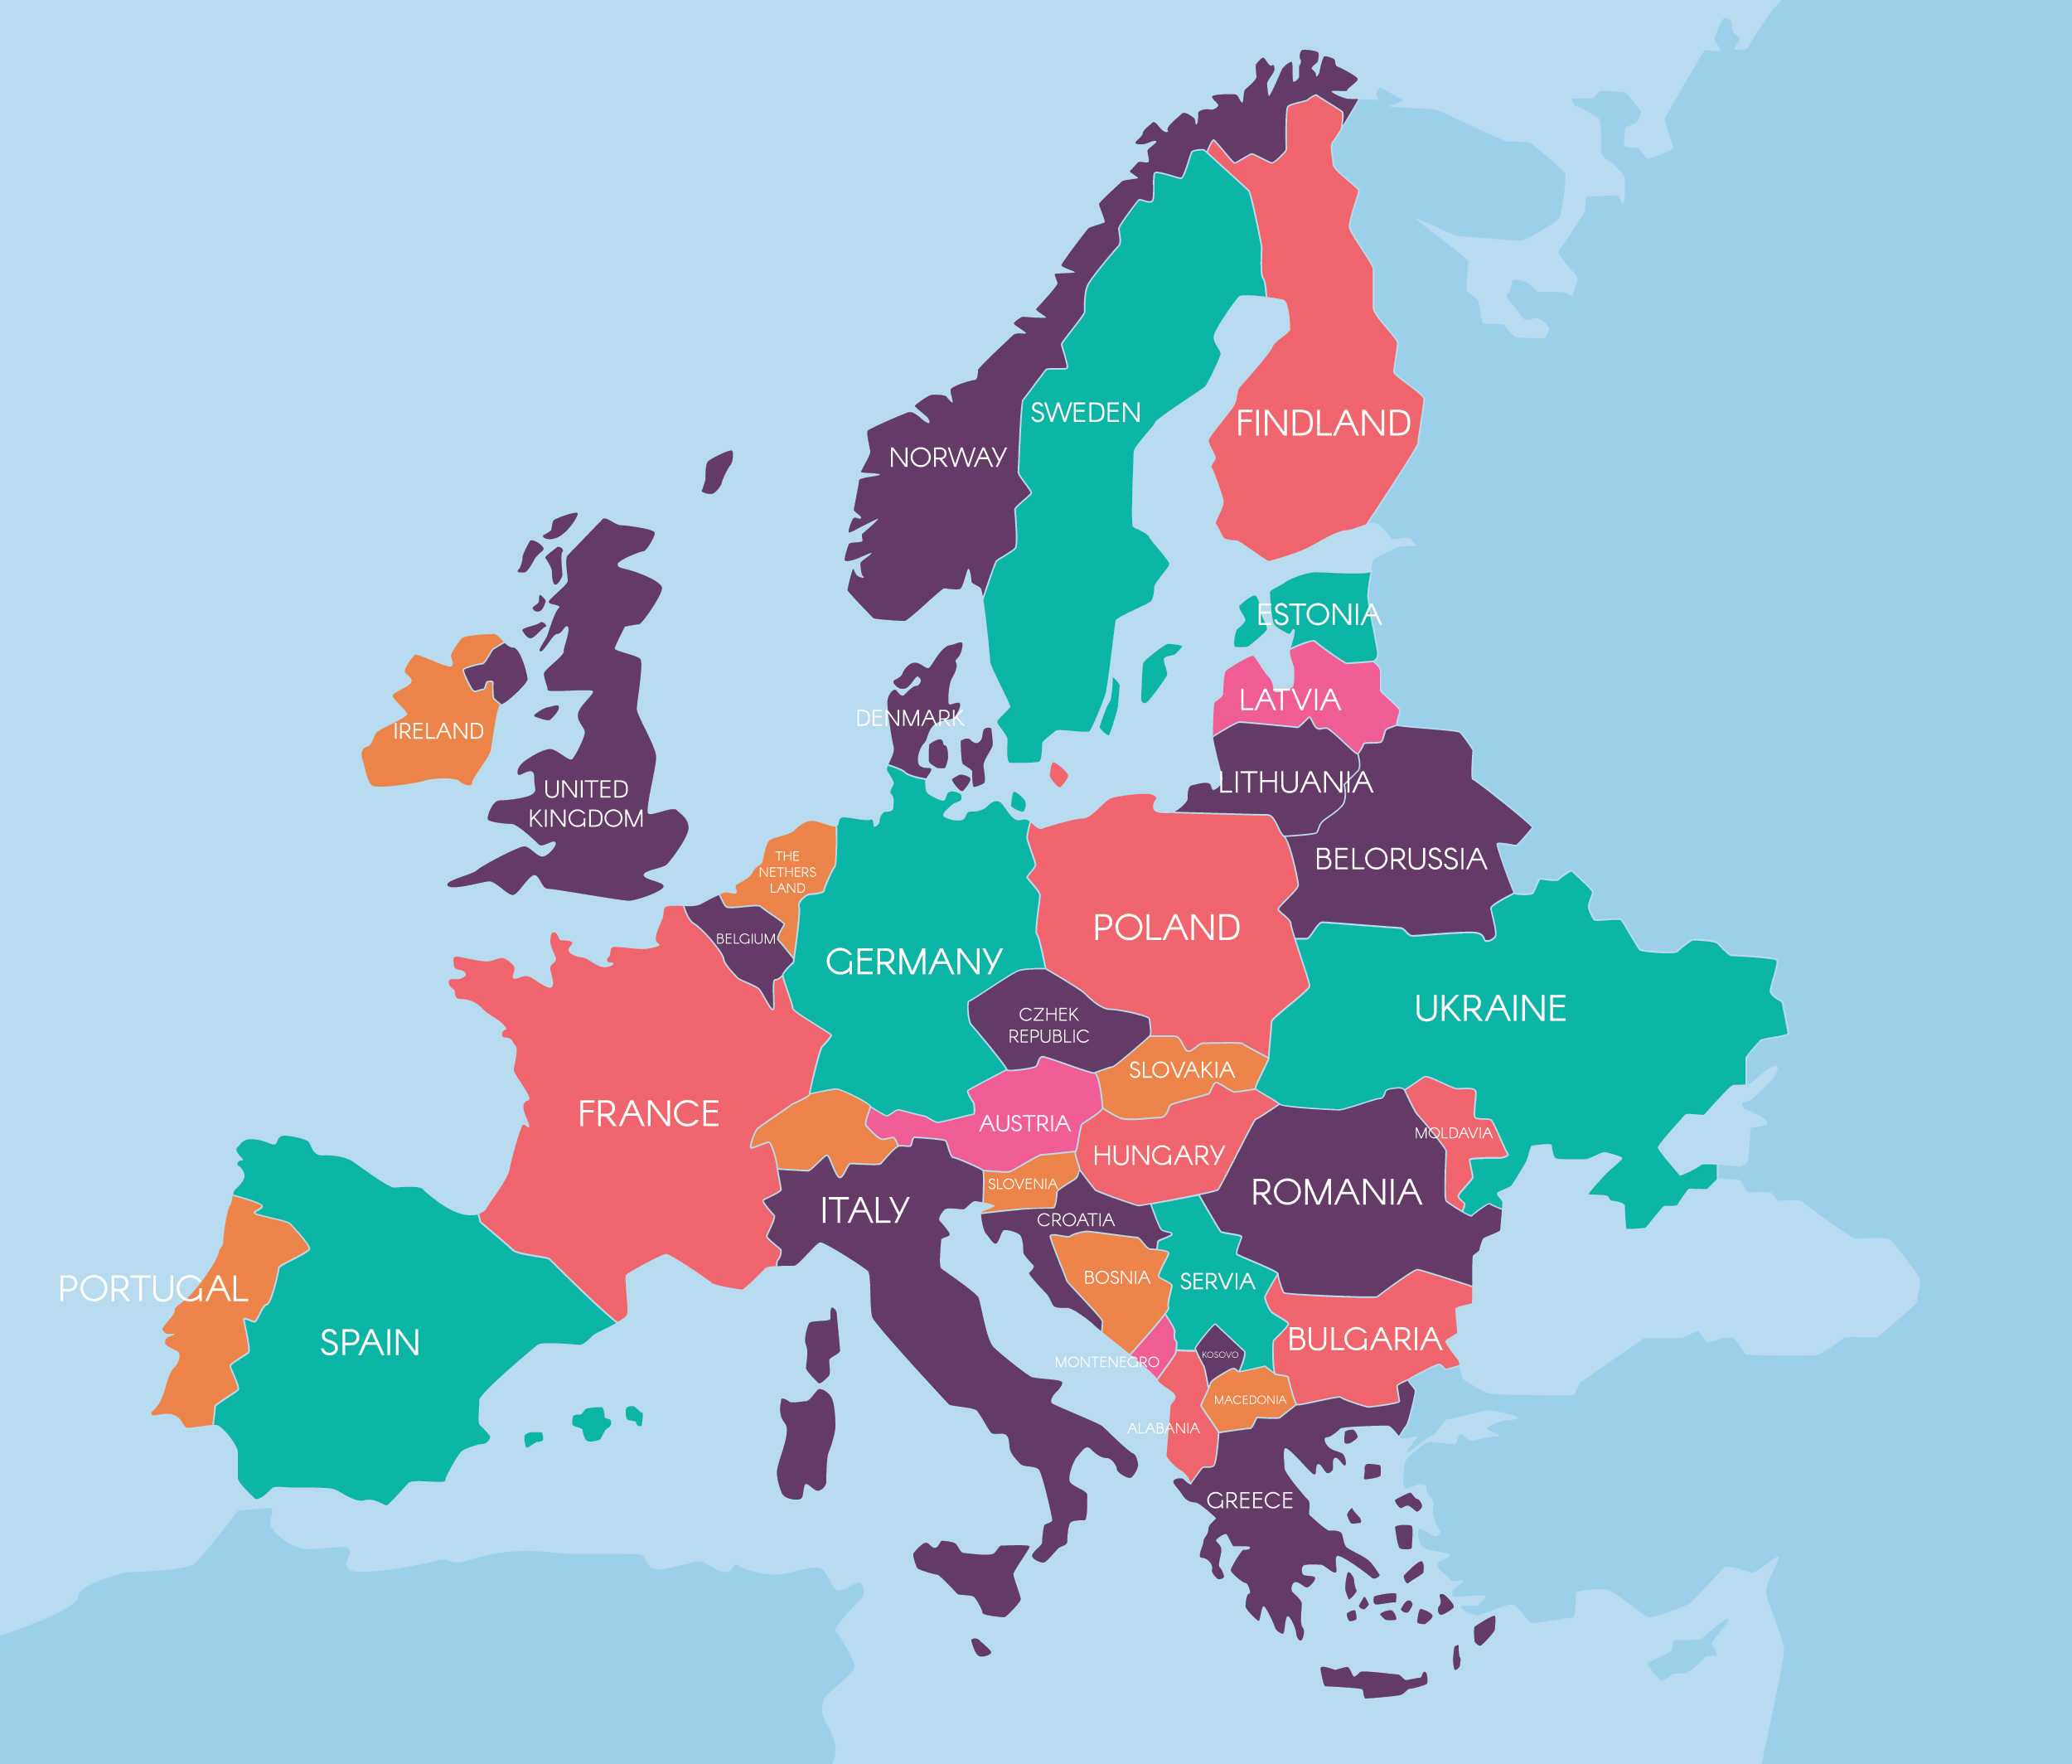 SWEDEN
FINDLAND
NORWAY
ESTONIA
LATVIA
DENMARK
IRELAND
LITHUANIA
UNITED
KINGDOM
BELORUSSIA
THE
NETHERS
LAND
POLAND
BELGIUM
GERMANY
UKRAINE
CZHEK
REPUBLIC
SLOVAKIA
FRANCE
AUSTRIA
MOLDAVIA
HUNGARY
SLOVENIA
ROMANIA
ITALY
CROATIA
BOSNIA
SERVIA
PORTUGAL
SPAIN
BULGARIA
KOSOVO
MONTENEGRO
MACEDONIA
ALABANIA
GREECE